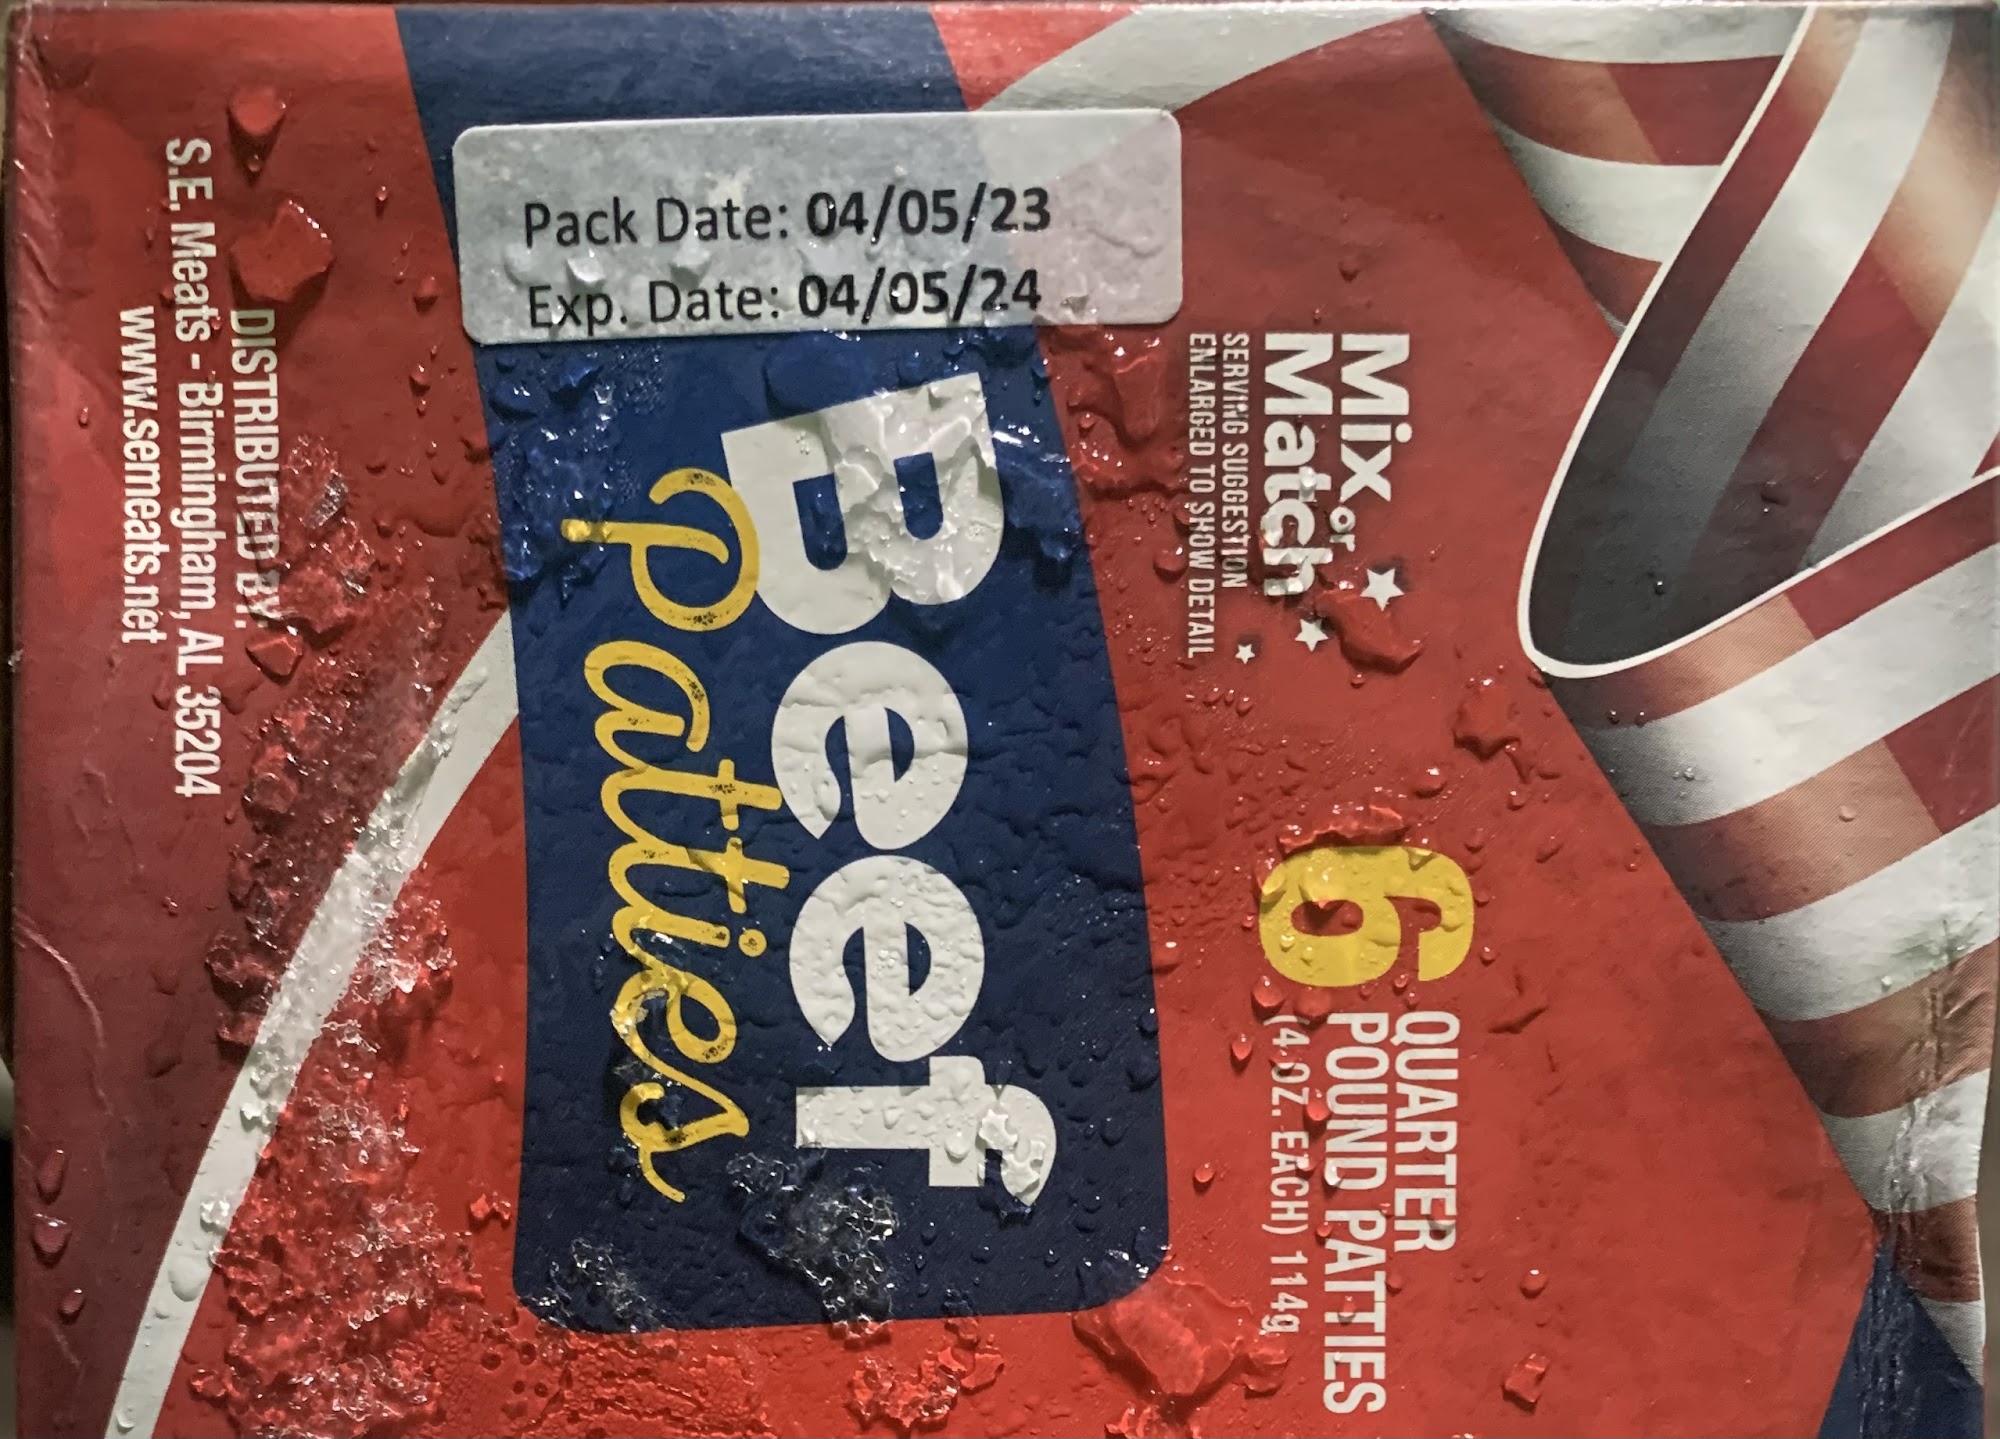 Pack Date: 04/05/23
Exp. Date: 04/05/24
6 QUARTER
POUND PATTIES
(4 OZ. EACH) 114g
Mix or
Match
SERVING SUGGESTION
ENLARGED TO SHOW DETAIL
Beef
Patties
DISTRIBUTED BY:
S.E. Meats - Birmingham, AL 35204
www.semeats.net